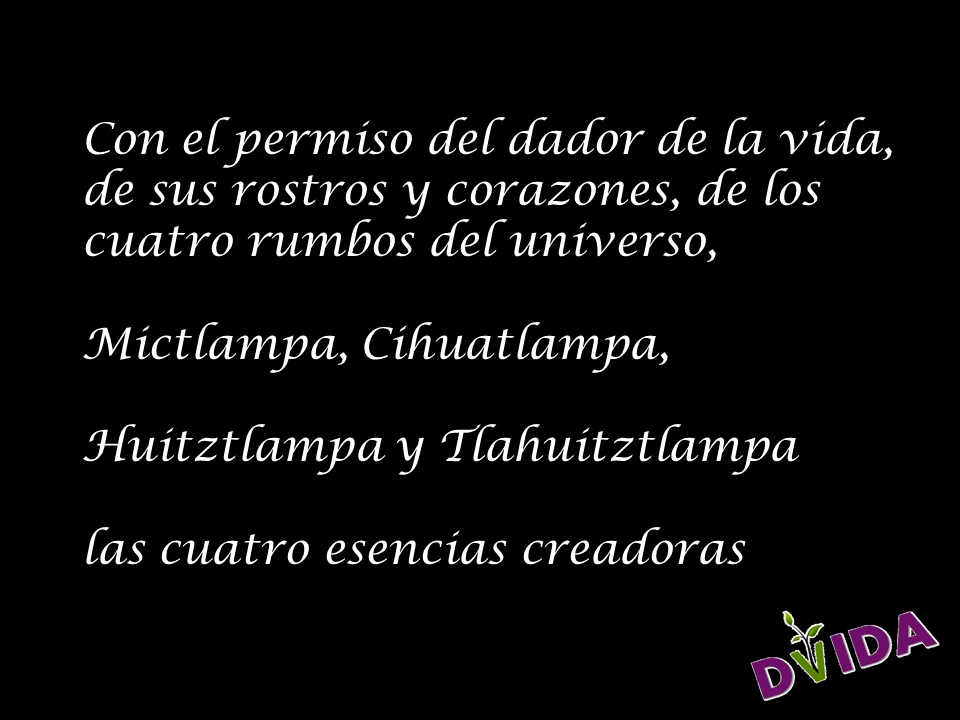 Con el permiso del dador de la vida,
de sus rostros y corazones, de los
cuatro rumbos del universo,
Mictlampa, Cihuatlampa,
Huitztlampa y Tlahuitztlampa
las cuatro esencias creadoras
DVIDA